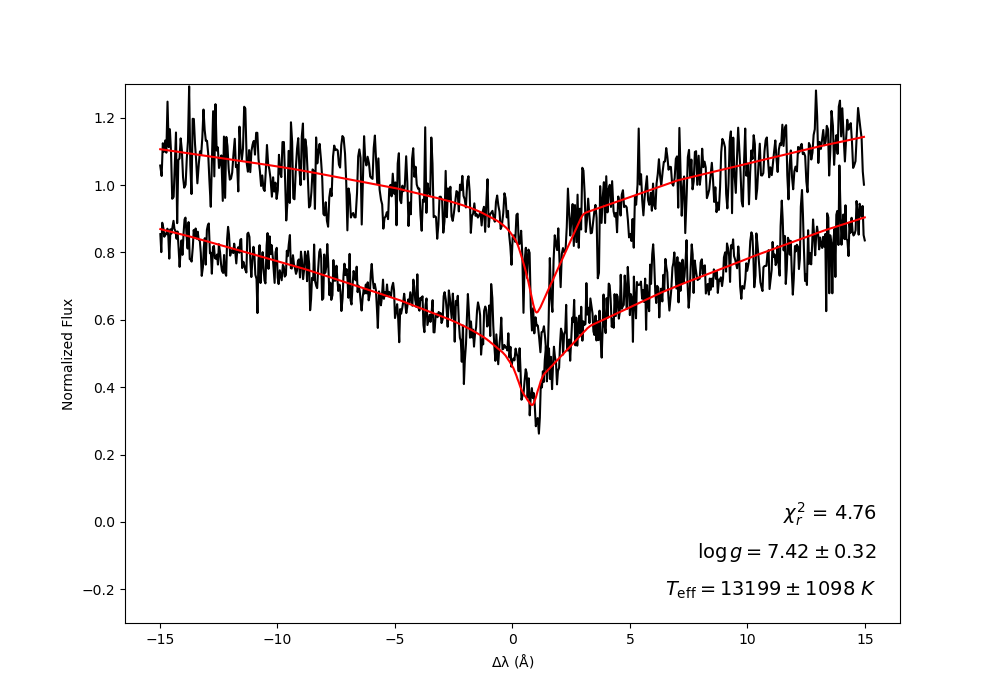 1.2
1.0
0.8
0.6
0.4
0.2
0.0
−0.2
Normalized Flux
χ²ᵣ = 4.76
log g = 7.42 ± 0.32
T_eff = 13199 ± 1098 K
−15 −10 −5 0 5 10 15
Δλ (Å)